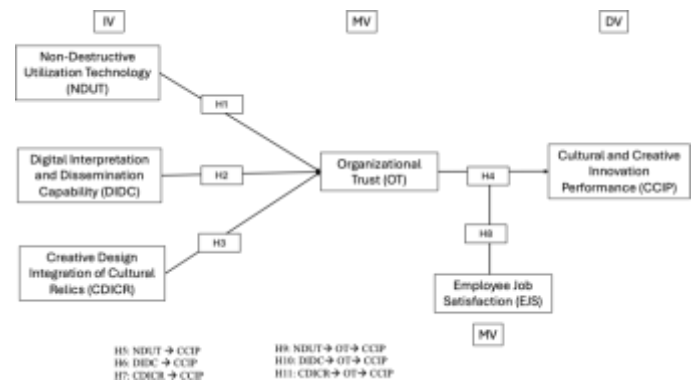 IV
MV
DV
Non-Destructive
Utilization Technology
(NDUT)
H1
Digital Interpretation
and Dissemination
Capability (DIDC)
H2
Organizational
Trust (OT)
H4
Cultural and Creative
Innovation
Performance (CCIP)
H3
H8
Creative Design
Integration of Cultural
Relics (CDICR)
Employee Job
Satisfaction (EJS)
MV
H5: NDUT → CCIP
H6: DIDC → CCIP
H7: CDICR → CCIP
H9: NDUT → OT → CCIP
H10: DIDC → OT → CCIP
H11: CDICR → OT → CCIP